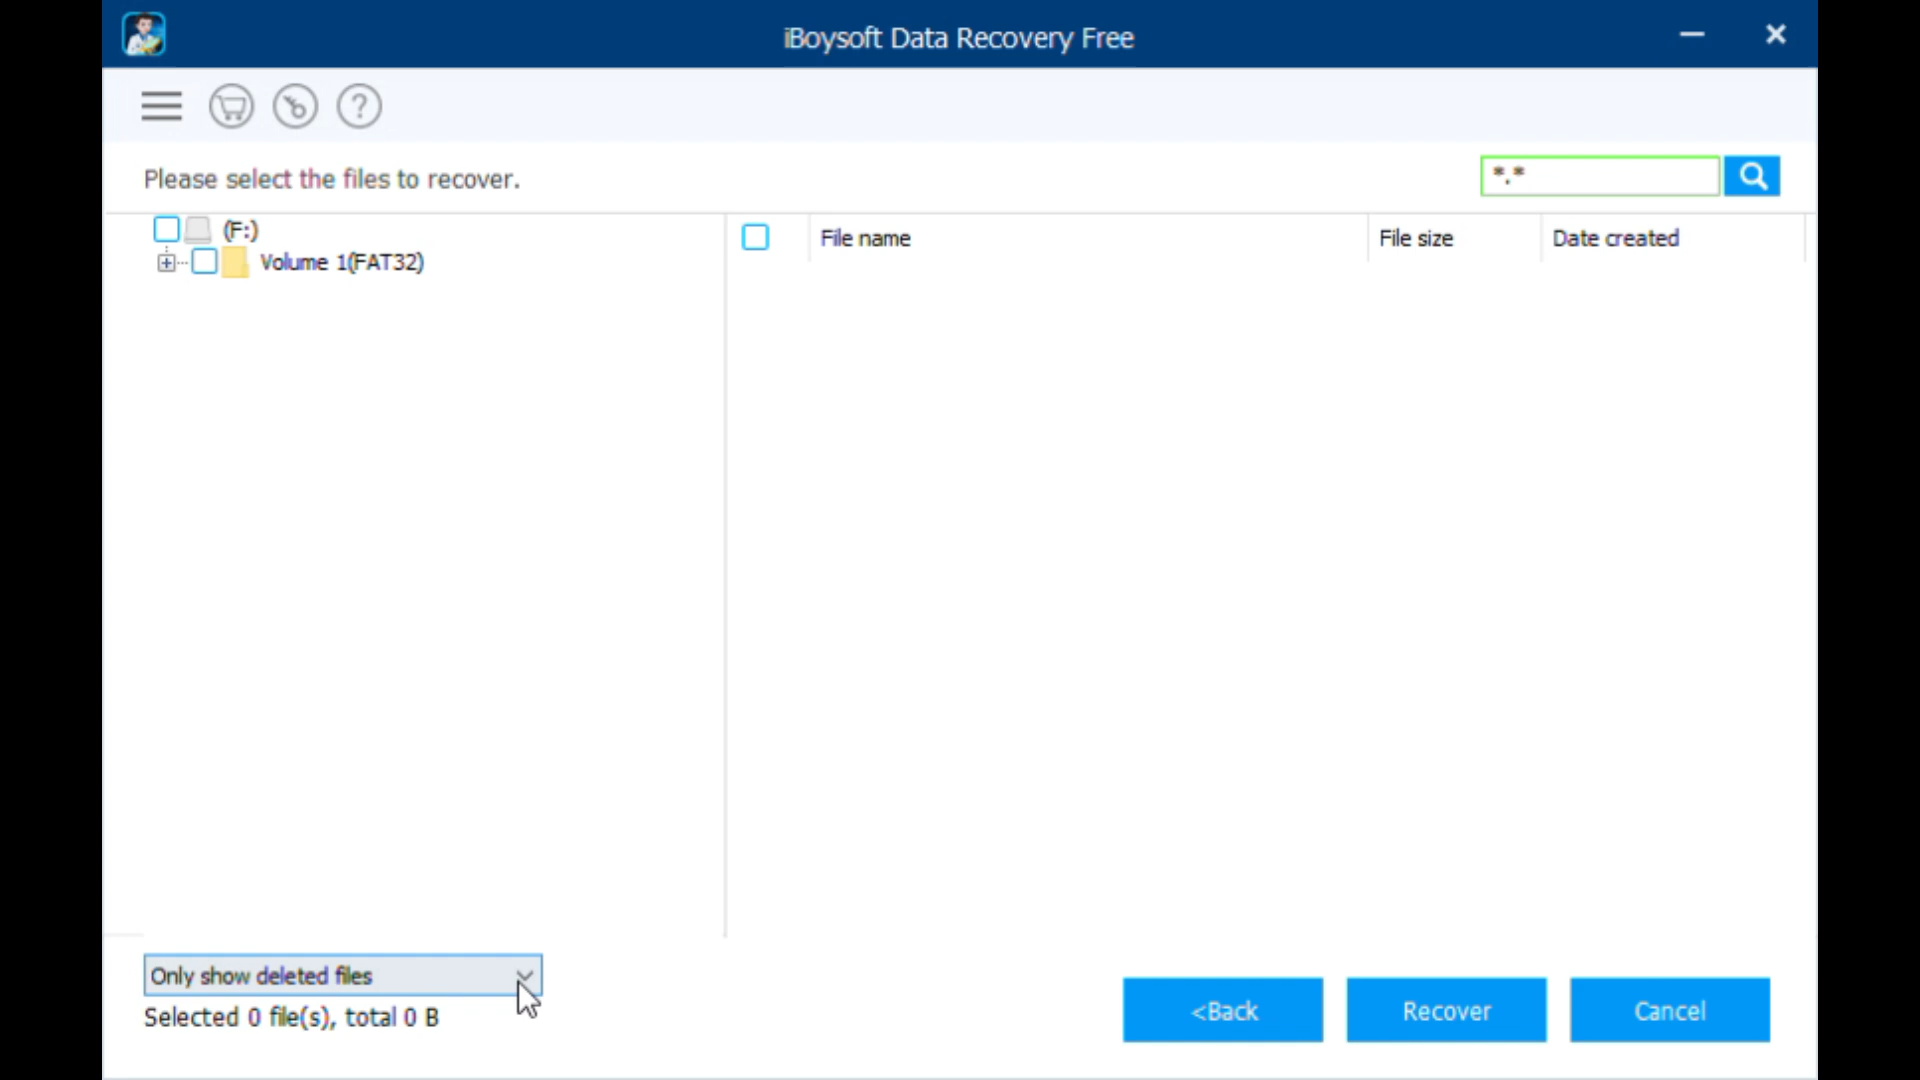 iBoysoft Data Recovery Free
Please select the files to recover.
*.*
(F:)
Volume 1(FAT32)
File name
File size
Date created
Only show deleted files
Selected 0 file(s), total 0 B
<Back
Recover
Cancel